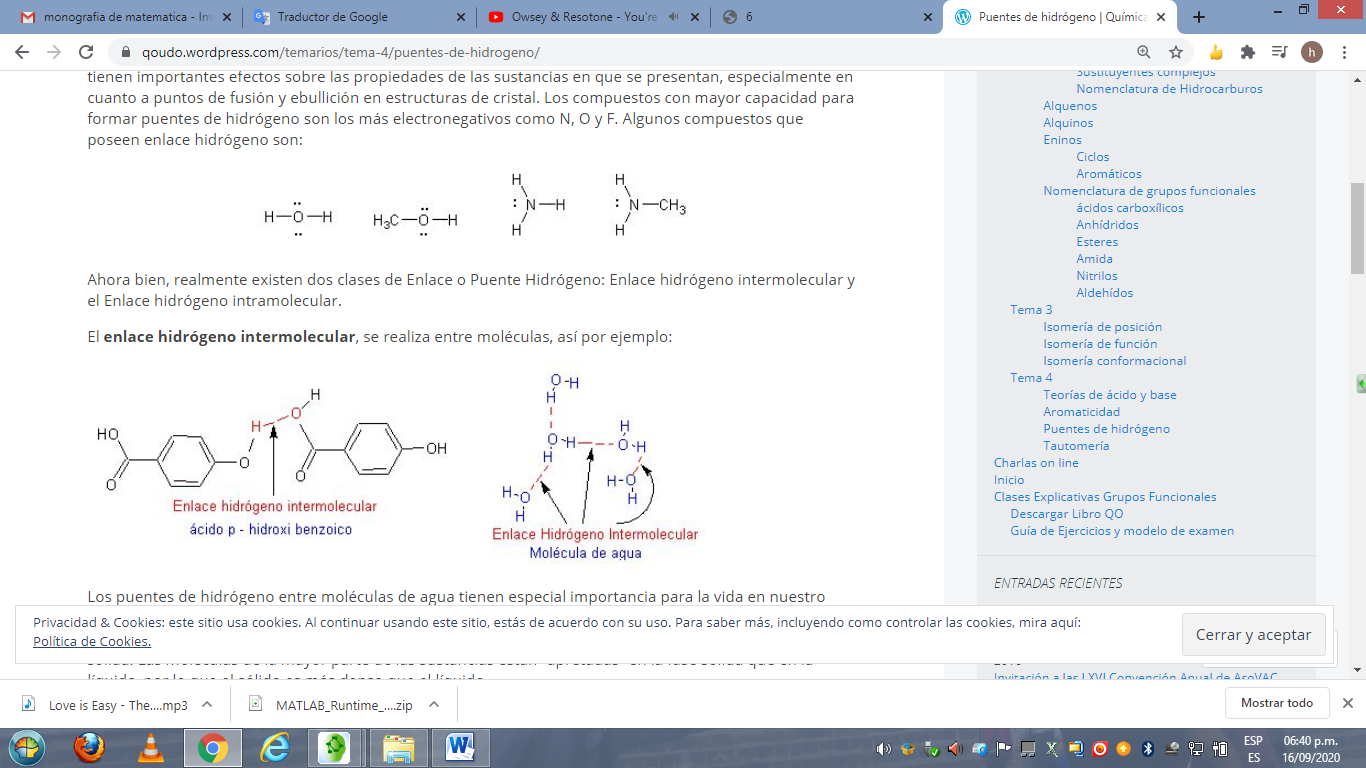 monografia de matematica - Inv
Traductor de Google
Owsey & Resotone - You're
6
Puentes de hidrógeno | Química
qoudo.wordpress.com/temarios/tema-4/puentes-de-hidrogeno/
h
tienen importantes efectos sobre las propiedades de las sustancias en que se presentan, especialmente en
cuanto a puntos de fusión y ebullición en estructuras de cristal. Los compuestos con mayor capacidad para
formar puentes de hidrógeno son los más electronegativos como N, O y F. Algunos compuestos que
poseen enlace hidrógeno son:
H—O—H
H3C—O—H
H
N—H
H
H
N—CH3
H
Ahora bien, realmente existen dos clases de Enlace o Puente Hidrógeno: Enlace hidrógeno intermolecular y
el Enlace hidrógeno intramolecular.
El enlace hidrógeno intermolecular, se realiza entre moléculas, así por ejemplo:
HO
O
O
H
O
H
O
OH
Enlace hidrógeno intermolecular
ácido p - hidroxi benzoico
O-H
H
O-H
H
H
O-H
H-O
H
H-O
H
Enlace Hidrógeno Intermolecular
Molécula de agua
Los puentes de hidrógeno entre moléculas de agua tienen especial importancia para la vida en nuestro
Sustituyentes complejos
Nomenclatura de Hidrocarburos
Alquenos
Alquinos
Eninos
Ciclos
Aromáticos
Nomenclatura de grupos funcionales
ácidos carboxílicos
Anhídridos
Esteres
Amida
Nitrilos
Aldehídos
Tema 3
Isomería de posición
Isomería de función
Isomería conformacional
Tema 4
Teorías de ácido y base
Aromaticidad
Puentes de hidrógeno
Tautomería
Charlas on line
Inicio
Clases Explicativas Grupos Funcionales
Descargar Libro QO
Guía de Ejercicios y modelo de examen
ENTRADAS RECIENTES
Invitación a las LXVI Convención Anual de AsoVAC
Privacidad & Cookies: este sitio usa cookies. Al continuar usando este sitio, estás de acuerdo con su uso. Para saber más, incluyendo como controlar las cookies, mira aquí:
Política de Cookies.
Cerrar y aceptar
Love is Easy - The....mp3
MATLAB_Runtime_....zip
Mostrar todo
ESP
ES
06:40 p.m.
16/09/2020